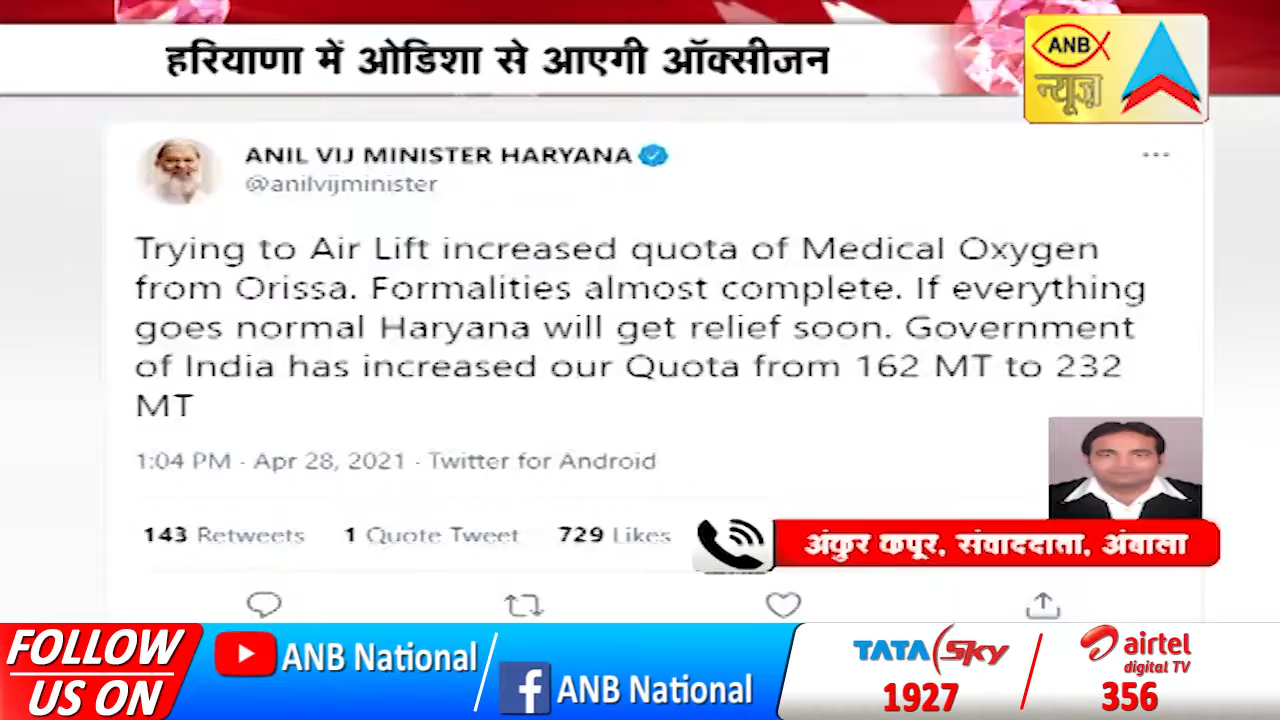 हरियाणा में ओडिशा से आएगी ऑक्सीजन
ANB
न्यूज़
ANIL VIJ MINISTER HARYANA
@anilvijminister
Trying to Air Lift increased quota of Medical Oxygen
from Orissa. Formalities almost complete. If everything
goes normal Haryana will get relief soon. Government
of India has increased our Quota from 162 MT to 232
MT
1:04 PM · Apr 28, 2021 · Twitter for Android
143 Retweets 1 Quote Tweet 729 Likes
अंकुर कपूर, संवाददाता, अंबाला
FOLLOW
US ON
ANB National
f ANB National
TATA Sky
1927
airtel
digital TV
356